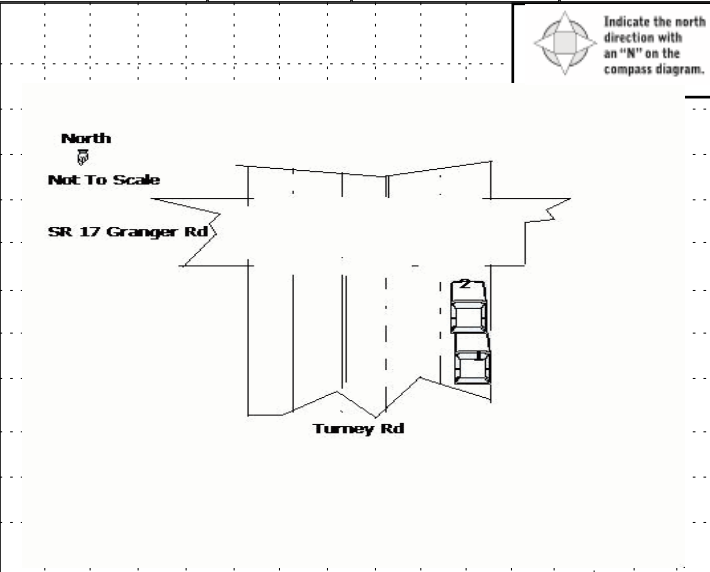 Indicate the north
direction with
an “N” on the
compass diagram.
North
Not To Scale
SR 17 Granger Rd
2
1
Turney Rd